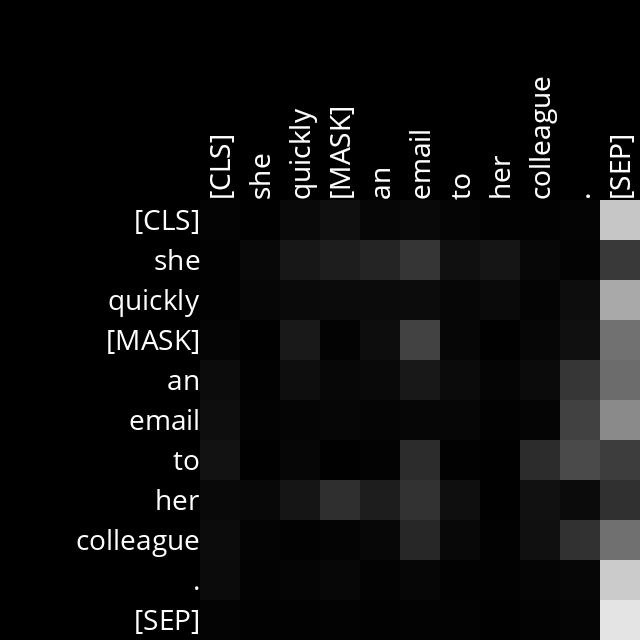 [CLS] she quickly [MASK] an email to her colleague . [SEP]
[CLS]
she
quickly
[MASK]
an
email
to
her
colleague
.
[SEP]